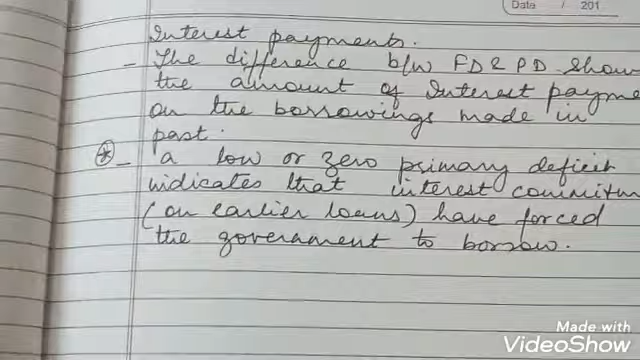 Date / 201
Interest payments.
- The difference b/w FD & PD show
the amount of interest payme
on the borrowings made in
past.
* - a low or zero primary deficit
indicates that interest commitm
(on earlier loans) have forced
the government to borrow.
Made with
VideoShow